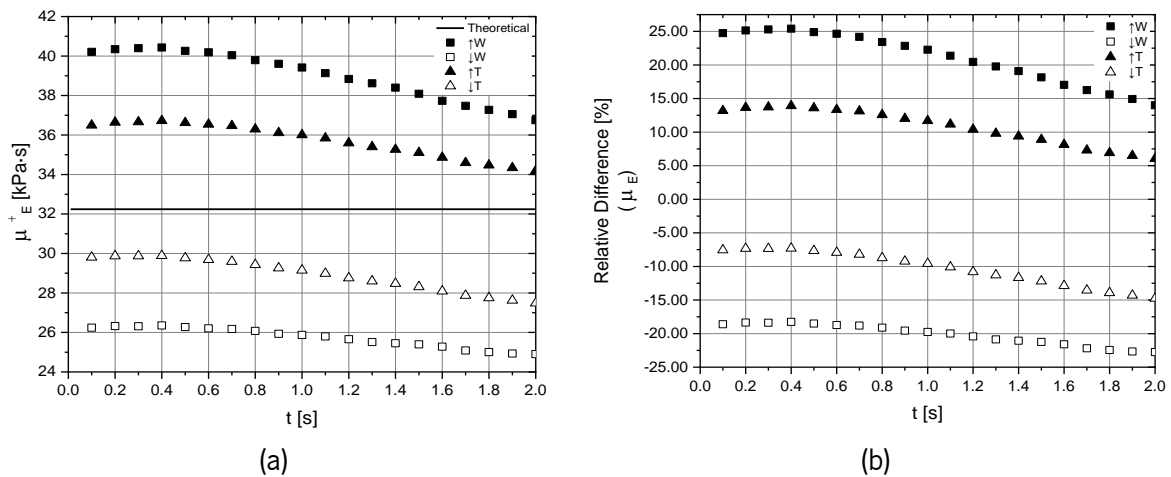 42
40
38
36
34
32
30
28
26
24
μ⁺E [kPa·s]
Theoretical
↑W
↓W
↑T
↓T
0.0 0.2 0.4 0.6 0.8 1.0 1.2 1.4 1.6 1.8 2.0
t [s]
(a)
25.00
20.00
15.00
10.00
5.00
0.00
-5.00
-10.00
-15.00
-20.00
-25.00
Relative Difference [%]
( μ E)
↑W
↓W
↑T
↓T
0.0 0.2 0.4 0.6 0.8 1.0 1.2 1.4 1.6 1.8 2.0
t [s]
(b)